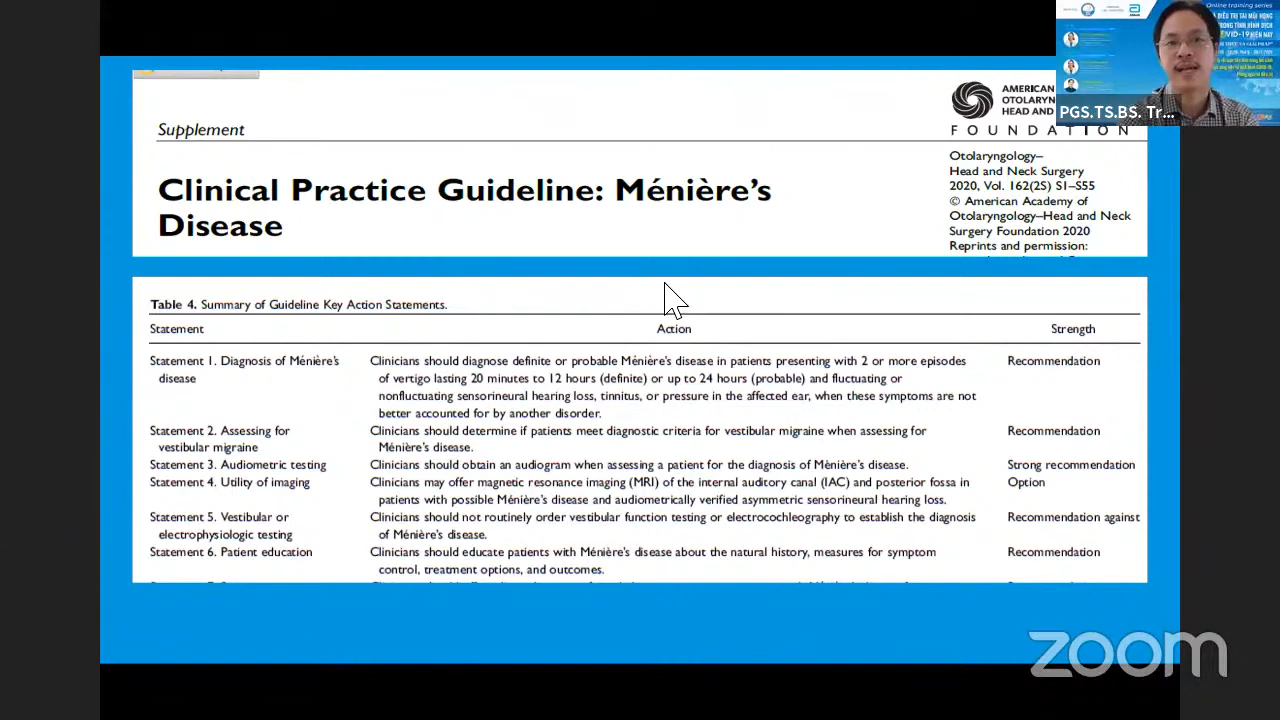 Supplement
AMERICAN
OTOLARYN
HEAD AND
FOUNDATION
Clinical Practice Guideline: Ménière's
Disease
Otolaryngology–
Head and Neck Surgery
2020, Vol. 162(2S) S1–S55
© American Academy of
Otolaryngology–Head and Neck
Surgery Foundation 2020
Reprints and permission:
Table 4. Summary of Guideline Key Action Statements.
Statement Action Strength
Statement 1. Diagnosis of Ménière's Clinicians should diagnose definite or probable Ménière's disease in patients presenting with 2 or more episodes Recommendation
disease of vertigo lasting 20 minutes to 12 hours (definite) or up to 24 hours (probable) and fluctuating or
nonfluctuating sensorineural hearing loss, tinnitus, or pressure in the affected ear, when these symptoms are not
better accounted for by another disorder.
Statement 2. Assessing for Clinicians should determine if patients meet diagnostic criteria for vestibular migraine when assessing for Recommendation
vestibular migraine Ménière's disease.
Statement 3. Audiometric testing Clinicians should obtain an audiogram when assessing a patient for the diagnosis of Ménière's disease. Strong recommendation
Statement 4. Utility of imaging Clinicians may offer magnetic resonance imaging (MRI) of the internal auditory canal (IAC) and posterior fossa in Option
patients with possible Ménière's disease and audiometrically verified asymmetric sensorineural hearing loss.
Statement 5. Vestibular or Clinicians should not routinely order vestibular function testing or electrocochleography to establish the diagnosis Recommendation against
electrophysiologic testing of Ménière's disease.
Statement 6. Patient education Clinicians should educate patients with Ménière's disease about the natural history, measures for symptom Recommendation
control, treatment options, and outcomes.
Online training series
PGS.TS.BS. Tr...
zoom